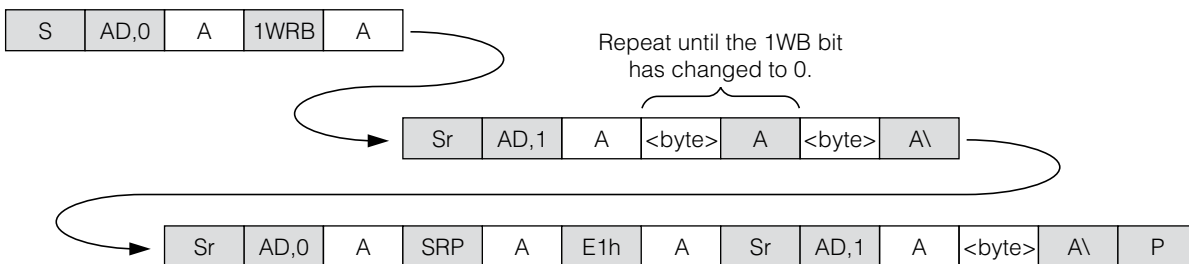 S AD,0 A 1WRB A
Repeat until the 1WB bit
has changed to 0.
Sr AD,1 A <byte> A <byte> A\
Sr AD,0 A SRP A E1h A Sr AD,1 A <byte> A\ P